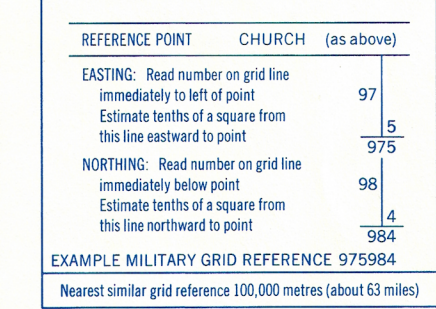 REFERENCE POINT CHURCH (as above)
EASTING: Read number on grid line
immediately to left of point 97
Estimate tenths of a square from
this line eastward to point 5
975
NORTHING: Read number on grid line
immediately below point 98
Estimate tenths of a square from
this line northward to point 4
984
EXAMPLE MILITARY GRID REFERENCE 975984
Nearest similar grid reference 100,000 metres (about 63 miles)